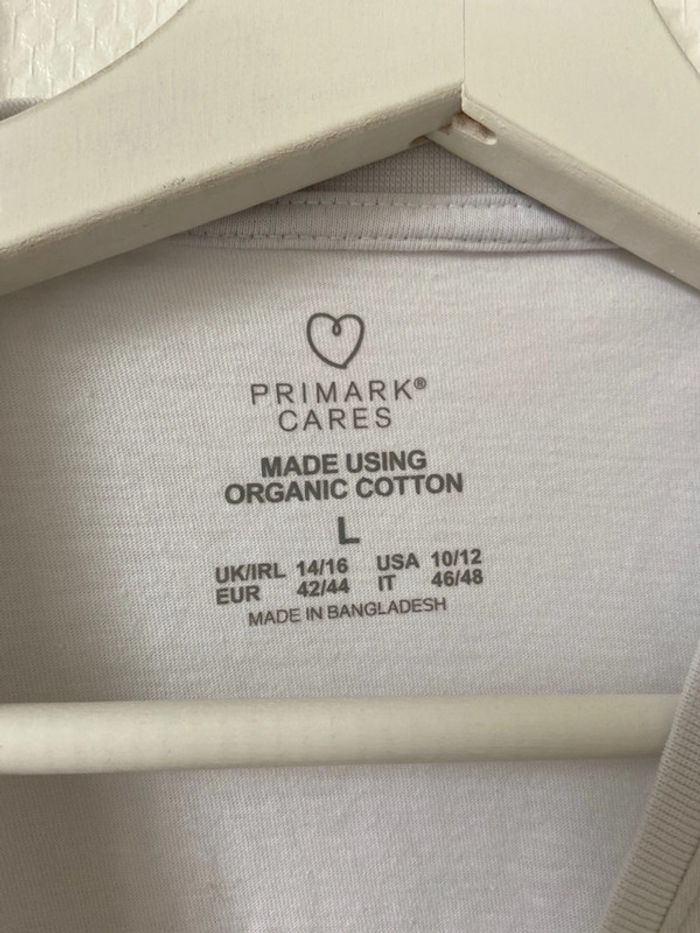 PRIMARK®
CARES
MADE USING
ORGANIC COTTON
L
UK/IRL 14/16 USA 10/12
EUR 42/44 IT 46/48
MADE IN BANGLADESH